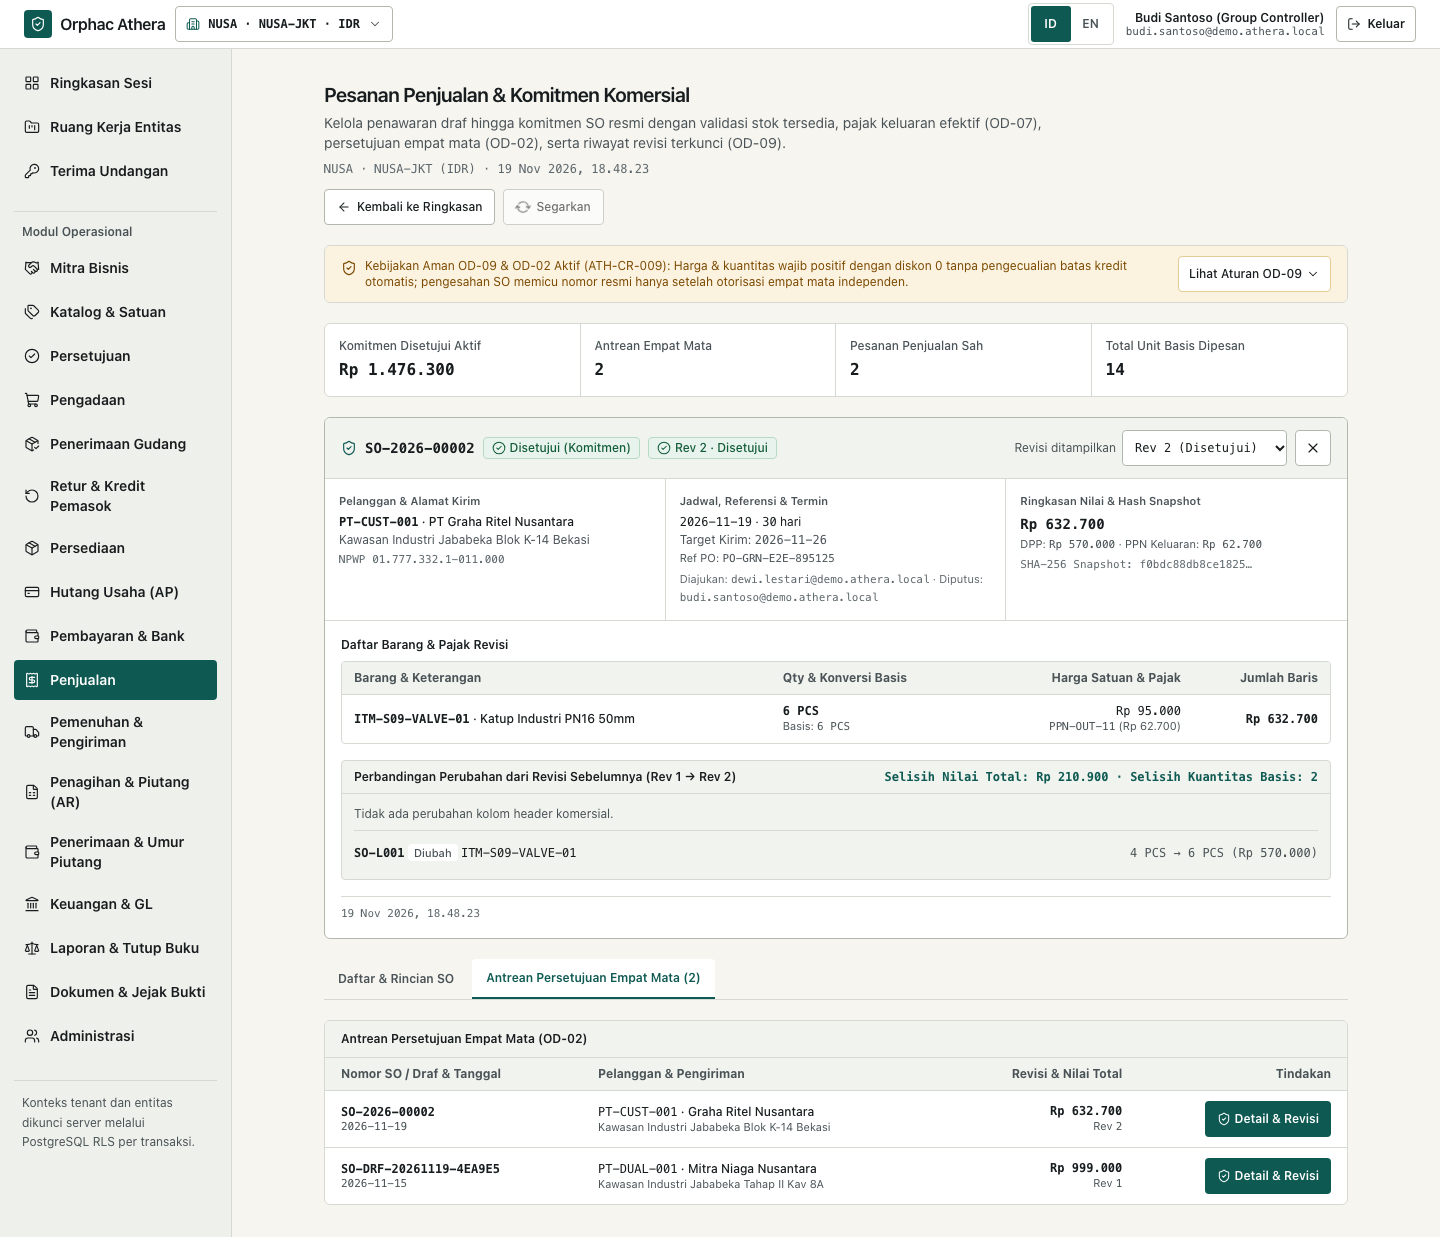 Orphac Athera
NUSA · NUSA-JKT · IDR
ID
EN
Budi Santoso (Group Controller)
budi.santoso@demo.athera.local
Keluar
Ringkasan Sesi
Ruang Kerja Entitas
Terima Undangan
Modul Operasional
Mitra Bisnis
Katalog & Satuan
Persetujuan
Pengadaan
Penerimaan Gudang
Retur & Kredit
Pemasok
Persediaan
Hutang Usaha (AP)
Pembayaran & Bank
Penjualan
Pemenuhan &
Pengiriman
Penagihan & Piutang
(AR)
Penerimaan & Umur
Piutang
Keuangan & GL
Laporan & Tutup Buku
Dokumen & Jejak Bukti
Administrasi
Konteks tenant dan entitas
dikunci server melalui
PostgreSQL RLS per transaksi.
Pesanan Penjualan & Komitmen Komersial
Kelola penawaran draf hingga komitmen SO resmi dengan validasi stok tersedia, pajak keluaran efektif (OD-07),
persetujuan empat mata (OD-02), serta riwayat revisi terkunci (OD-09).
NUSA · NUSA-JKT (IDR) · 19 Nov 2026, 18.48.23
Kembali ke Ringkasan
Segarkan
Kebijakan Aman OD-09 & OD-02 Aktif (ATH-CR-009): Harga & kuantitas wajib positif dengan diskon 0 tanpa pengecualian batas kredit
otomatis; pengesahan SO memicu nomor resmi hanya setelah otorisasi empat mata independen.
Lihat Aturan OD-09
Komitmen Disetujui Aktif
Rp 1.476.300
Antrean Empat Mata
2
Pesanan Penjualan Sah
2
Total Unit Basis Dipesan
14
SO-2026-00002
Disetujui (Komitmen)
Rev 2 · Disetujui
Revisi ditampilkan
Rev 2 (Disetujui)
Pelanggan & Alamat Kirim
PT-CUST-001 · PT Graha Ritel Nusantara
Kawasan Industri Jababeka Blok K-14 Bekasi
NPWP 01.777.332.1-011.000
Jadwal, Referensi & Termin
2026-11-19 · 30 hari
Target Kirim: 2026-11-26
Ref PO: PO-GRN-E2E-895125
Diajukan: dewi.lestari@demo.athera.local · Diputus:
budi.santoso@demo.athera.local
Ringkasan Nilai & Hash Snapshot
Rp 632.700
DPP: Rp 570.000 · PPN Keluaran: Rp 62.700
SHA-256 Snapshot: f0bdc88db8ce1825…
Daftar Barang & Pajak Revisi
Barang & Keterangan
Qty & Konversi Basis
Harga Satuan & Pajak
Jumlah Baris
ITM-S09-VALVE-01 · Katup Industri PN16 50mm
6 PCS
Basis: 6 PCS
Rp 95.000
PPN-OUT-11 (Rp 62.700)
Rp 632.700
Perbandingan Perubahan dari Revisi Sebelumnya (Rev 1 → Rev 2)
Selisih Nilai Total: Rp 210.900 · Selisih Kuantitas Basis: 2
Tidak ada perubahan kolom header komersial.
SO-L001 Diubah ITM-S09-VALVE-01
4 PCS → 6 PCS (Rp 570.000)
19 Nov 2026, 18.48.23
Daftar & Rincian SO
Antrean Persetujuan Empat Mata (2)
Antrean Persetujuan Empat Mata (OD-02)
Nomor SO / Draf & Tanggal
Pelanggan & Pengiriman
Revisi & Nilai Total
Tindakan
SO-2026-00002
2026-11-19
PT-CUST-001 · Graha Ritel Nusantara
Kawasan Industri Jababeka Blok K-14 Bekasi
Rp 632.700
Rev 2
Detail & Revisi
SO-DRF-20261119-4EA9E5
2026-11-15
PT-DUAL-001 · Mitra Niaga Nusantara
Kawasan Industri Jababeka Tahap II Kav 8A
Rp 999.000
Rev 1
Detail & Revisi